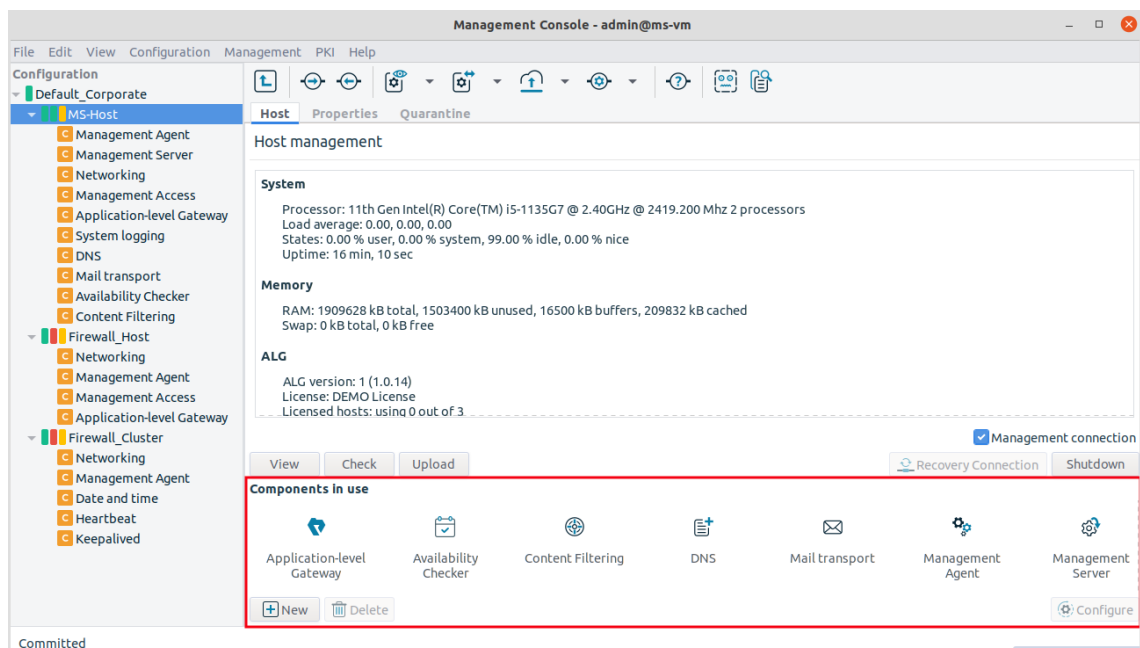 Management Console - admin@ms-vm
File Edit View Configuration Management PKI Help
Configuration
Default_Corporate
MS-Host
C Management Agent
C Management Server
C Networking
C Management Access
C Application-level Gateway
C System logging
C DNS
C Mail transport
C Availability Checker
C Content Filtering
Firewall_Host
C Networking
C Management Agent
C Management Access
C Application-level Gateway
Firewall_Cluster
C Networking
C Management Agent
C Date and time
C Heartbeat
C Keepalived
Host Properties Quarantine
Host management
System
Processor: 11th Gen Intel(R) Core(TM) i5-1135G7 @ 2.40GHz @ 2419.200 Mhz 2 processors
Load average: 0.00, 0.00, 0.00
States: 0.00 % user, 0.00 % system, 99.00 % idle, 0.00 % nice
Uptime: 16 min, 10 sec
Memory
RAM: 1909628 kB total, 1503400 kB unused, 16500 kB buffers, 209832 kB cached
Swap: 0 kB total, 0 kB free
ALG
ALG version: 1 (1.0.14)
License: DEMO License
Licensed hosts: using 0 out of 3
Management connection
View Check Upload Recovery Connection Shutdown
Components in use
Application-level Gateway
Availability Checker
Content Filtering
DNS
Mail transport
Management Agent
Management Server
New Delete Configure
Committed